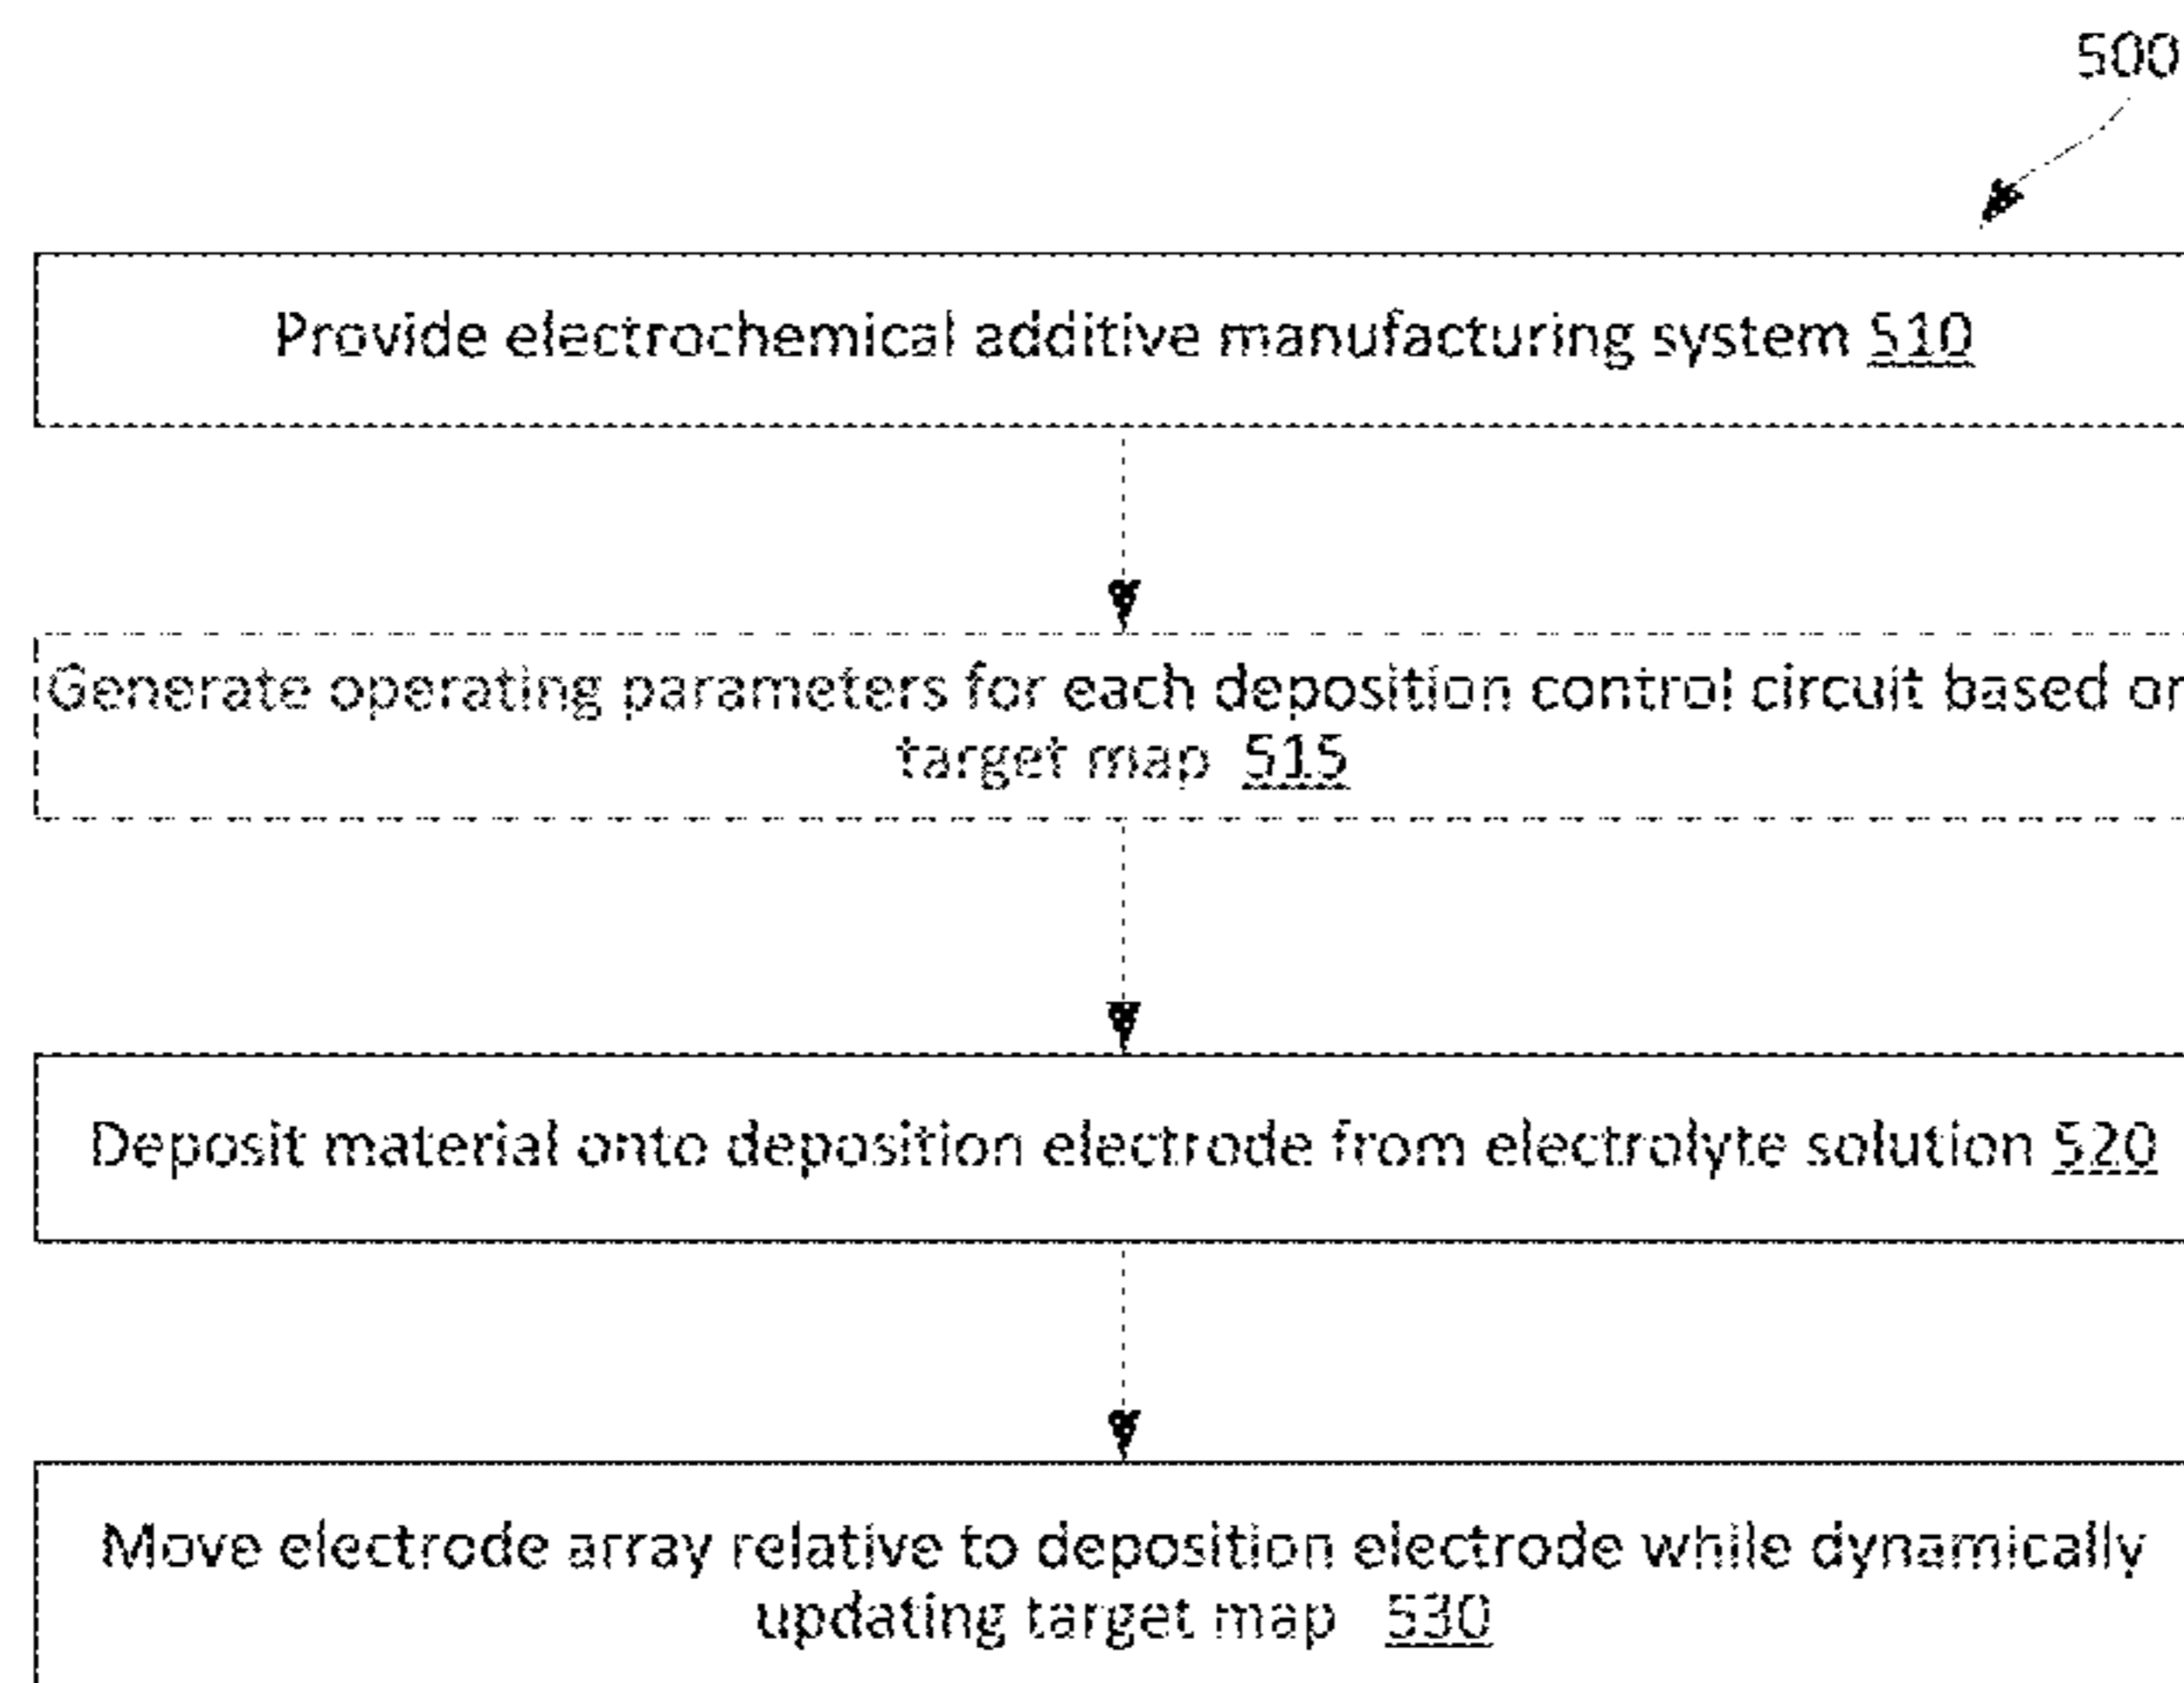 500
Provide electrochemical additive manufacturing system 510
Generate operating parameters for each deposition control circuit based on
target map 515
Deposit material onto deposition electrode from electrolyte solution 520
Move electrode array relative to deposition electrode while dynamically
updating target map 530